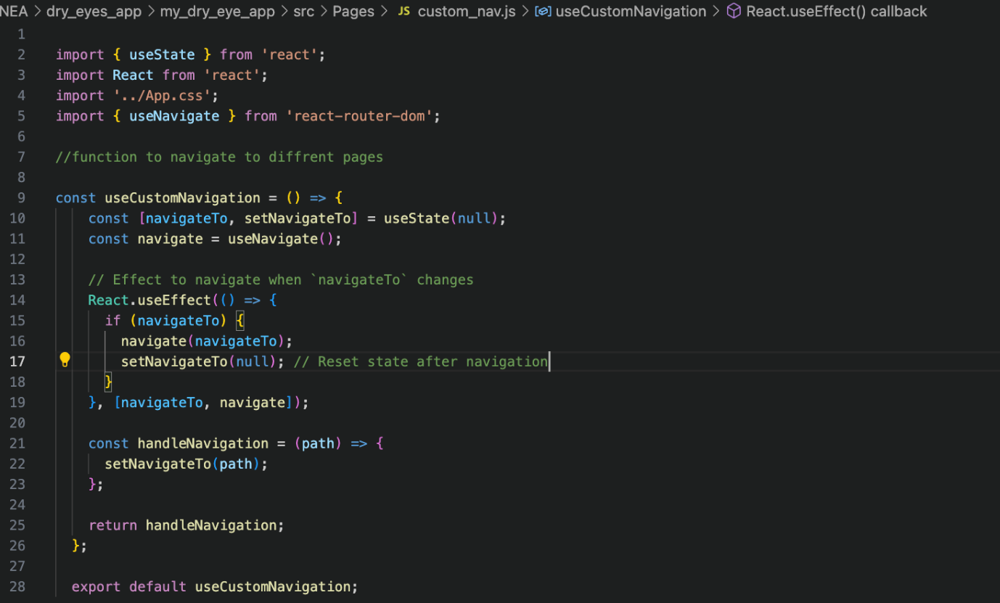 NEA > dry_eyes_app > my_dry_eye_app > src > Pages > JS custom_nav.js > useCustomNavigation > React.useEffect() callback
1
2 import { useState } from 'react';
3 import React from 'react';
4 import '../App.css';
5 import { useNavigate } from 'react-router-dom';
6
7 //function to navigate to diffrent pages
8
9 const useCustomNavigation = () => {
10 const [navigateTo, setNavigateTo] = useState(null);
11 const navigate = useNavigate();
12
13 // Effect to navigate when `navigateTo` changes
14 React.useEffect(() => {
15 if (navigateTo) {
16 navigate(navigateTo);
17 setNavigateTo(null); // Reset state after navigation
18 }
19 }, [navigateTo, navigate]);
20
21 const handleNavigation = (path) => {
22 setNavigateTo(path);
23 };
24
25 return handleNavigation;
26 };
27
28 export default useCustomNavigation;